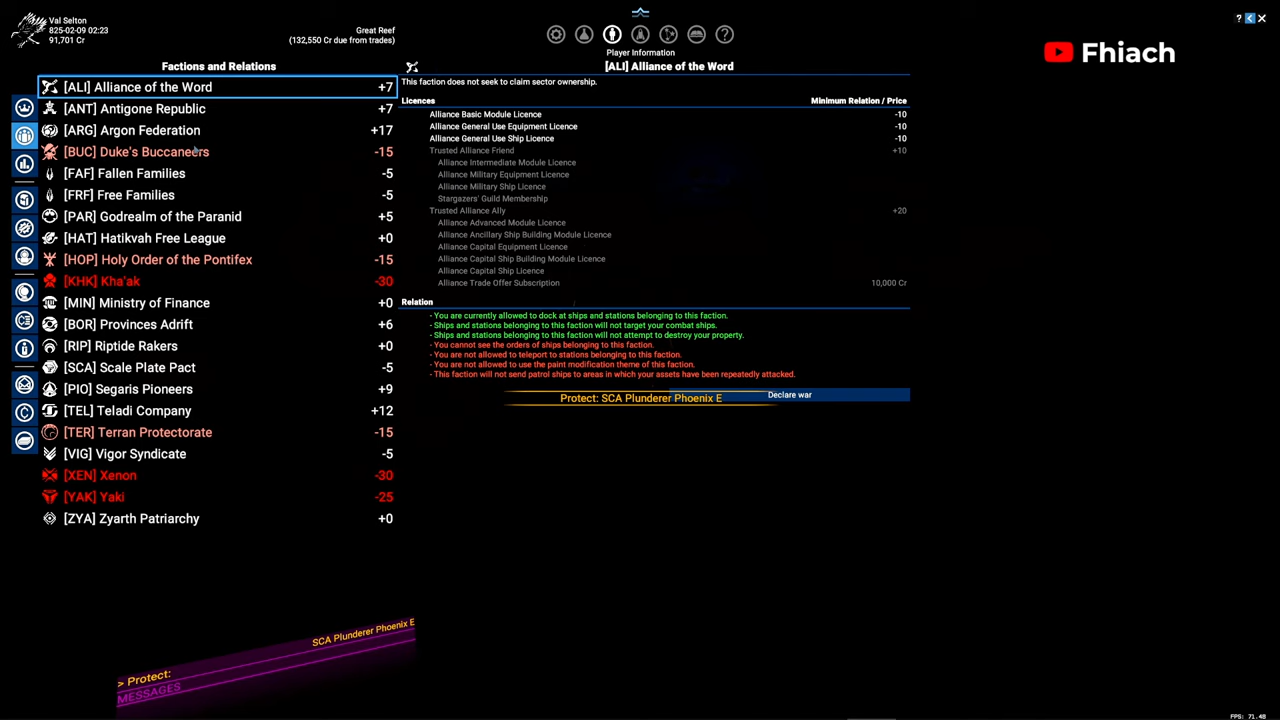 Val Selton
825-02-09 02:23
91,701 Cr
Great Reef
(132,550 Cr due from trades)
Player Information
?
Fhiach
Factions and Relations
[ALI] Alliance of the Word +7
[ANT] Antigone Republic +7
[ARG] Argon Federation +17
[BUC] Duke's Buccaneers -15
[FAF] Fallen Families -5
[FRF] Free Families -5
[PAR] Godrealm of the Paranid +5
[HAT] Hatikvah Free League +0
[HOP] Holy Order of the Pontifex -15
[KHK] Kha'ak -30
[MIN] Ministry of Finance +0
[BOR] Provinces Adrift +6
[RIP] Riptide Rakers +0
[SCA] Scale Plate Pact -5
[PIO] Segaris Pioneers +9
[TEL] Teladi Company +12
[TER] Terran Protectorate -15
[VIG] Vigor Syndicate -5
[XEN] Xenon -30
[YAK] Yaki -25
[ZYA] Zyarth Patriarchy +0
[ALI] Alliance of the Word
This faction does not seek to claim sector ownership.
Licences Minimum Relation / Price
Alliance Basic Module Licence -10
Alliance General Use Equipment Licence -10
Alliance General Use Ship Licence -10
Trusted Alliance Friend +10
Alliance Intermediate Module Licence
Alliance Military Equipment Licence
Alliance Military Ship Licence
Stargazers' Guild Membership
Trusted Alliance Ally +20
Alliance Advanced Module Licence
Alliance Ancillary Ship Building Module Licence
Alliance Capital Equipment Licence
Alliance Capital Ship Building Module Licence
Alliance Capital Ship Licence
Alliance Trade Offer Subscription 10,000 Cr
Relation
- You are currently allowed to dock at ships and stations belonging to this faction.
- Ships and stations belonging to this faction will not target your combat ships.
- Ships and stations belonging to this faction will not attempt to destroy your property.
- You cannot see the orders of ships belonging to this faction.
- You are not allowed to teleport to stations belonging to this faction.
- You are not allowed to use the paint modification theme of this faction.
- This faction will not send patrol ships to areas in which your assets have been repeatedly attacked.
Protect: SCA Plunderer Phoenix E
Declare war
SCA Plunderer Phoenix E
> Protect:
MESSAGES
FPS: 71.48